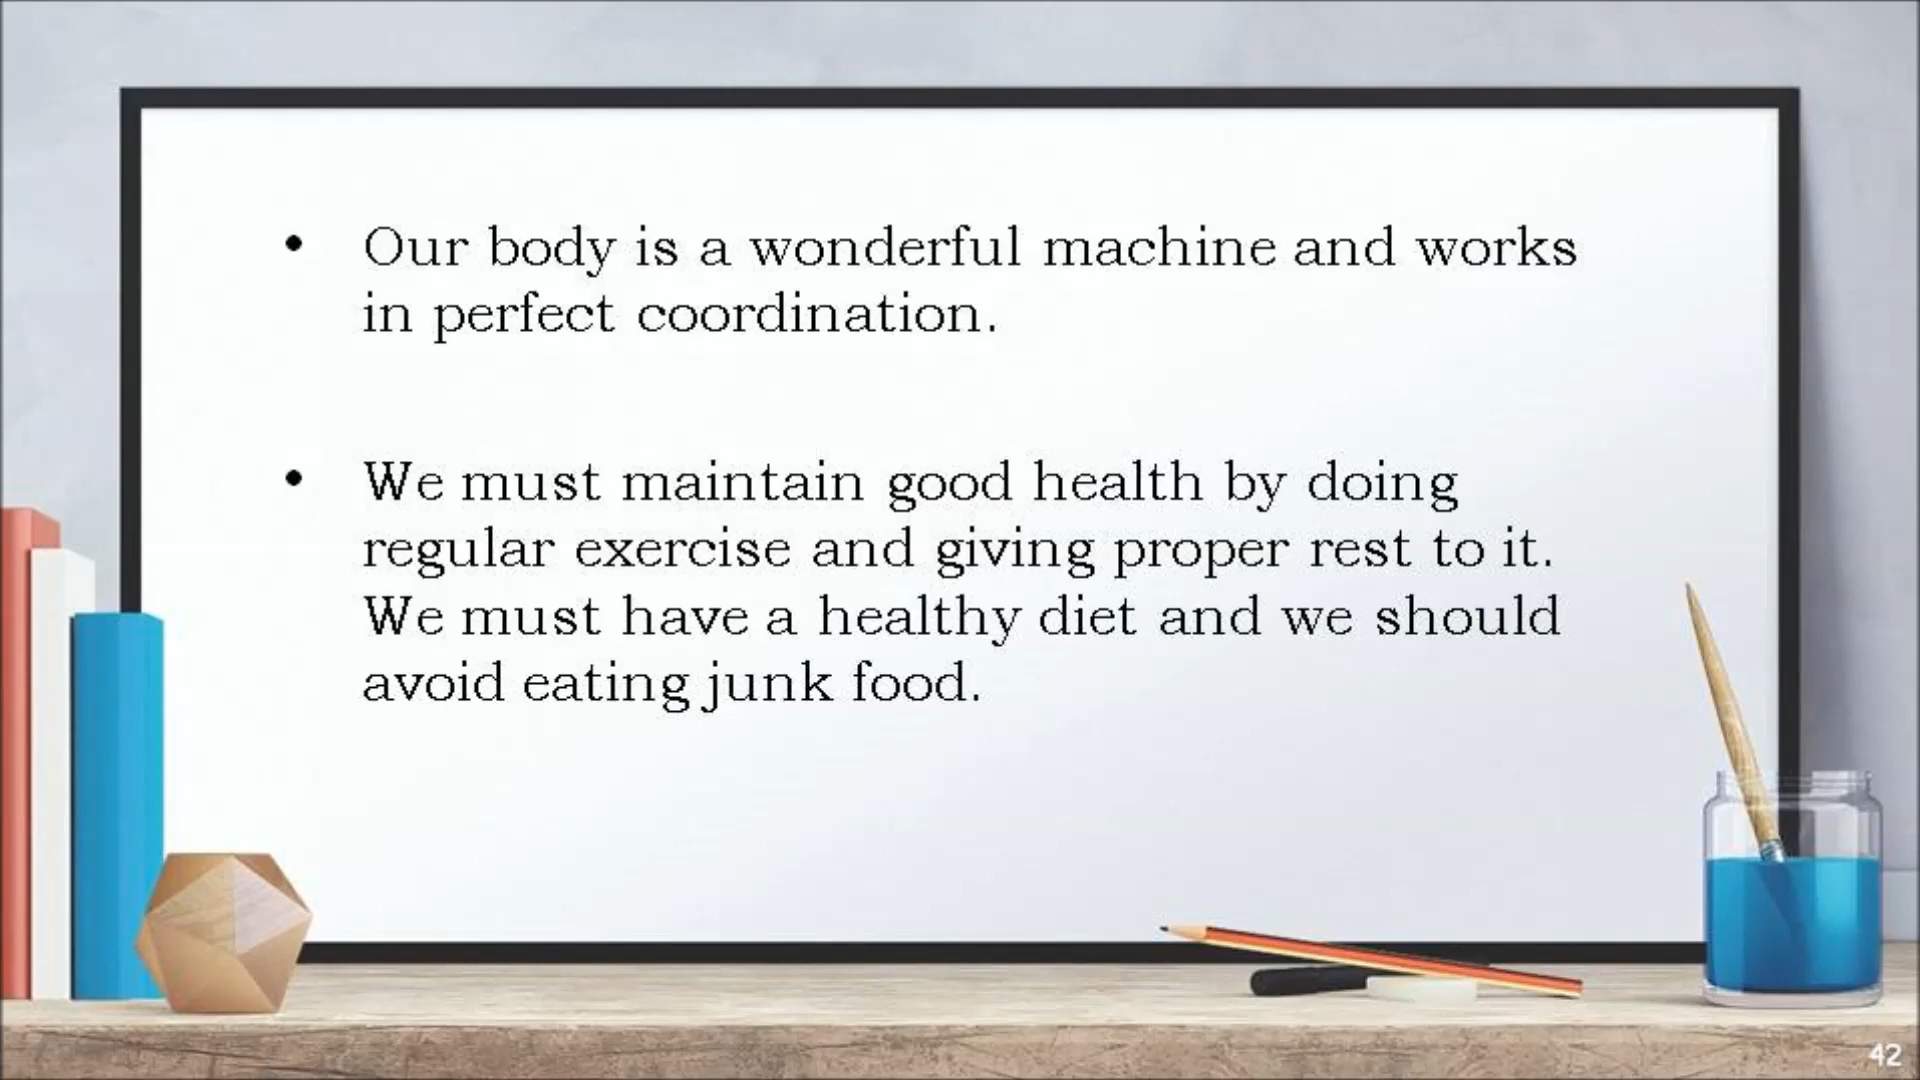 • Our body is a wonderful machine and works
in perfect coordination.
• We must maintain good health by doing
regular exercise and giving proper rest to it.
We must have a healthy diet and we should
avoid eating junk food.
42